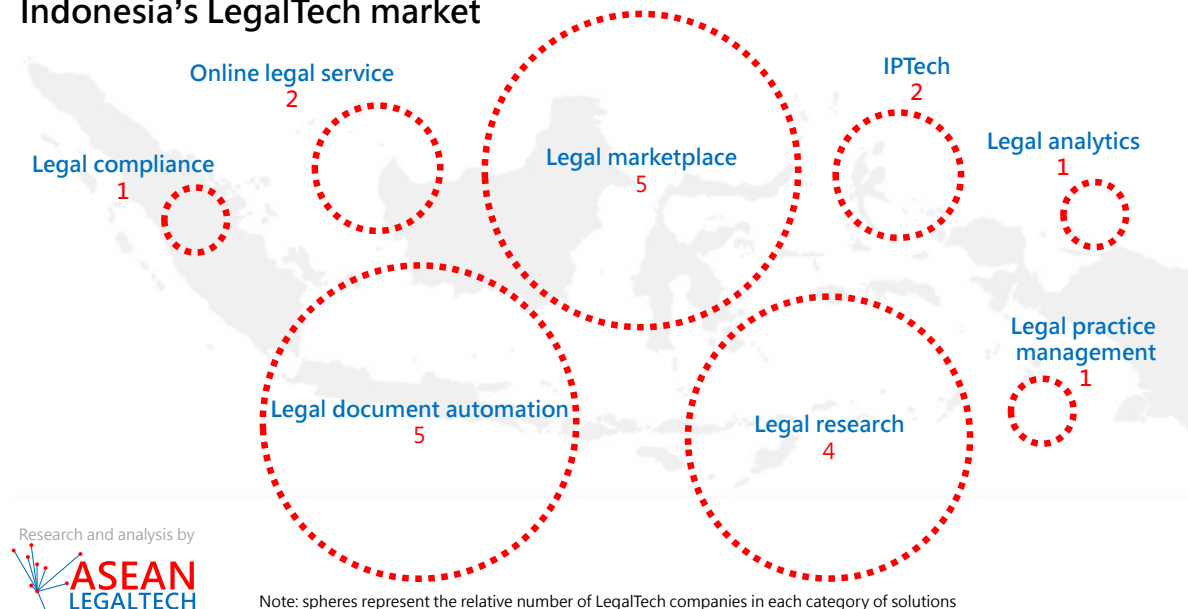 Indonesia's LegalTech market
Online legal service
2
IPTech
2
Legal compliance
1
Legal marketplace
5
Legal analytics
1
Legal practice
management
1
Legal document automation
5
Legal research
4
Research and analysis by
ASEAN
LEGALTECH
Note: spheres represent the relative number of LegalTech companies in each category of solutions